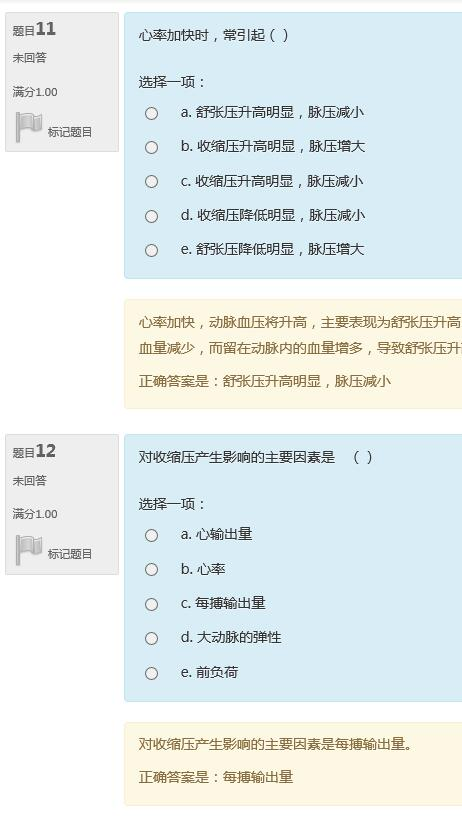 题目11
未回答
满分1.00
标记题目
心率加快时，常引起（ ）
选择一项：
a. 舒张压升高明显，脉压减小
b. 收缩压升高明显，脉压增大
c. 收缩压升高明显，脉压减小
d. 收缩压降低明显，脉压减小
e. 舒张压降低明显，脉压增大
心率加快，动脉血压将升高，主要表现为舒张压升高
血量减少，而留在动脉内的血量增多，导致舒张压升
正确答案是：舒张压升高明显，脉压减小
题目12
未回答
满分1.00
标记题目
对收缩压产生影响的主要因素是 （ ）
选择一项：
a. 心输出量
b. 心率
c. 每搏输出量
d. 大动脉的弹性
e. 前负荷
对收缩压产生影响的主要因素是每搏输出量。
正确答案是：每搏输出量